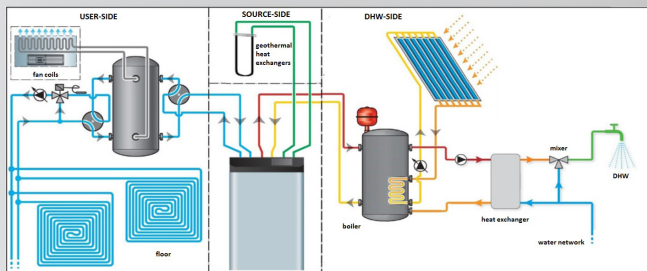 USER-SIDE
SOURCE-SIDE
DHW-SIDE
fan coils
geothermal
heat
exchangers
floor
boiler
heat exchanger
mixer
DHW
water network